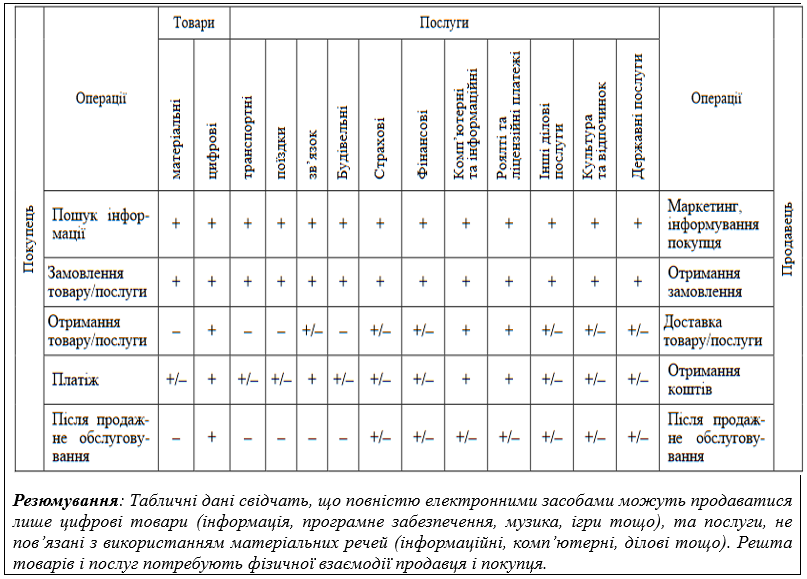 Товари
Послуги
Покупець
Операції
матеріальні
цифрові
транспортні
поїздки
зв’язок
Будівельні
Страхові
Фінансові
Комп’ютерні
та інформаційні
Роялті та
ліцензійні платежі
Інші ділові
послуги
Культура
та відпочинок
Державні послуги
Операції
Продавець
Пошук інфор-
мації
+ + + + + + + + + + + +
Маркетинг,
інформування
покупця
Замовлення
товару/послуги
+ + + + + + + + + + + +
Отримання
замовлення
Отримання
товару/послуги
– + – – +/– – +/– +/– + + +/– +/– +/–
Доставка
товару/послуги
Платіж
+/– + +/– +/– + +/– +/– +/– + + +/– +/– +/–
Отримання
коштів
Після продаж-
не обслугову-
вання
– + – – – – +/– +/– +/– +/– +/– +/– +/–
Після продаж-
не обслугову-
вання
Резюмування: Табличні дані свідчать, що повністю електронними засобами можуть продаватися
лише цифрові товари (інформація, програмне забезпечення, музика, ігри тощо), та послуги, не
пов’язані з використанням матеріальних речей (інформаційні, комп’ютерні, ділові тощо). Решта
товарів і послуг потребують фізичної взаємодії продавця і покупця.